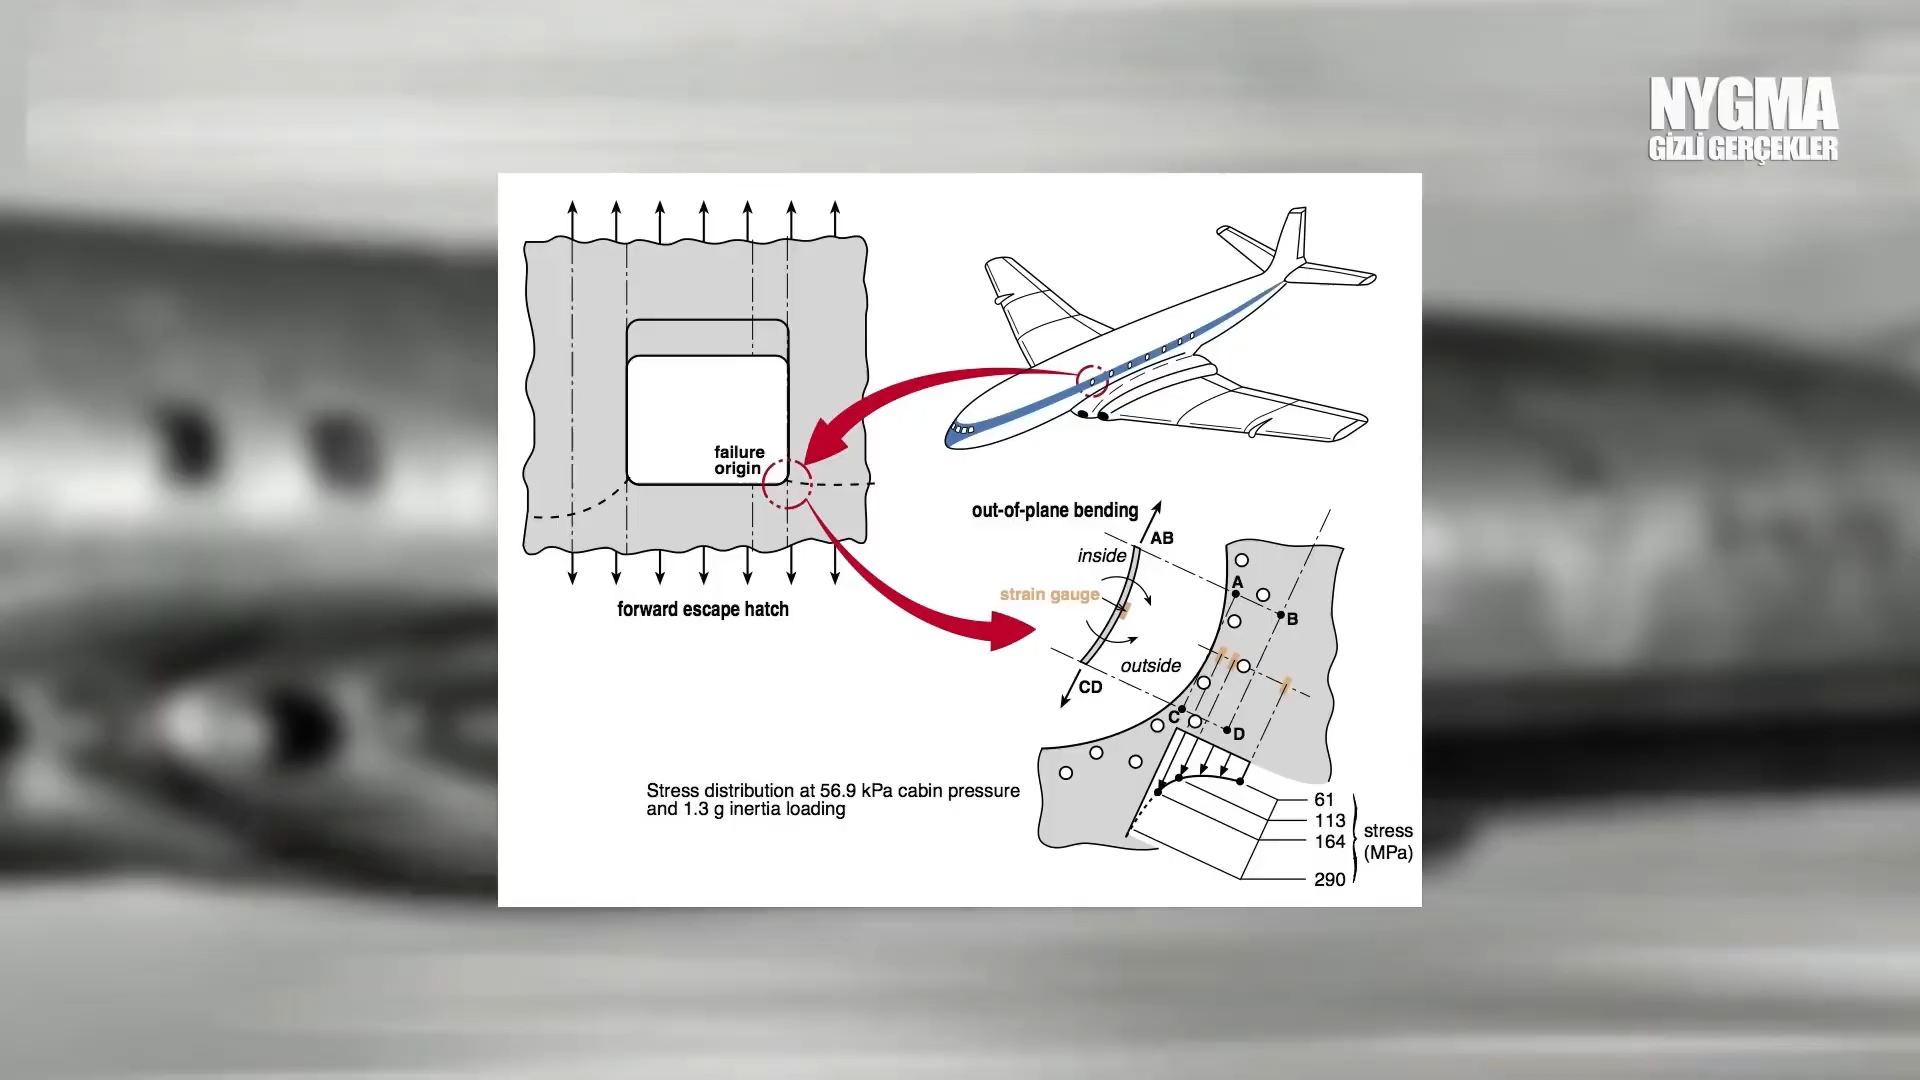 NYGMA
GİZLİ GERÇEKLER
failure
origin
forward escape hatch
out-of-plane bending
AB
inside
strain gauge
outside
CD
A
B
C
D
Stress distribution at 56.9 kPa cabin pressure
and 1.3 g inertia loading
61
113
164
290
stress
(MPa)